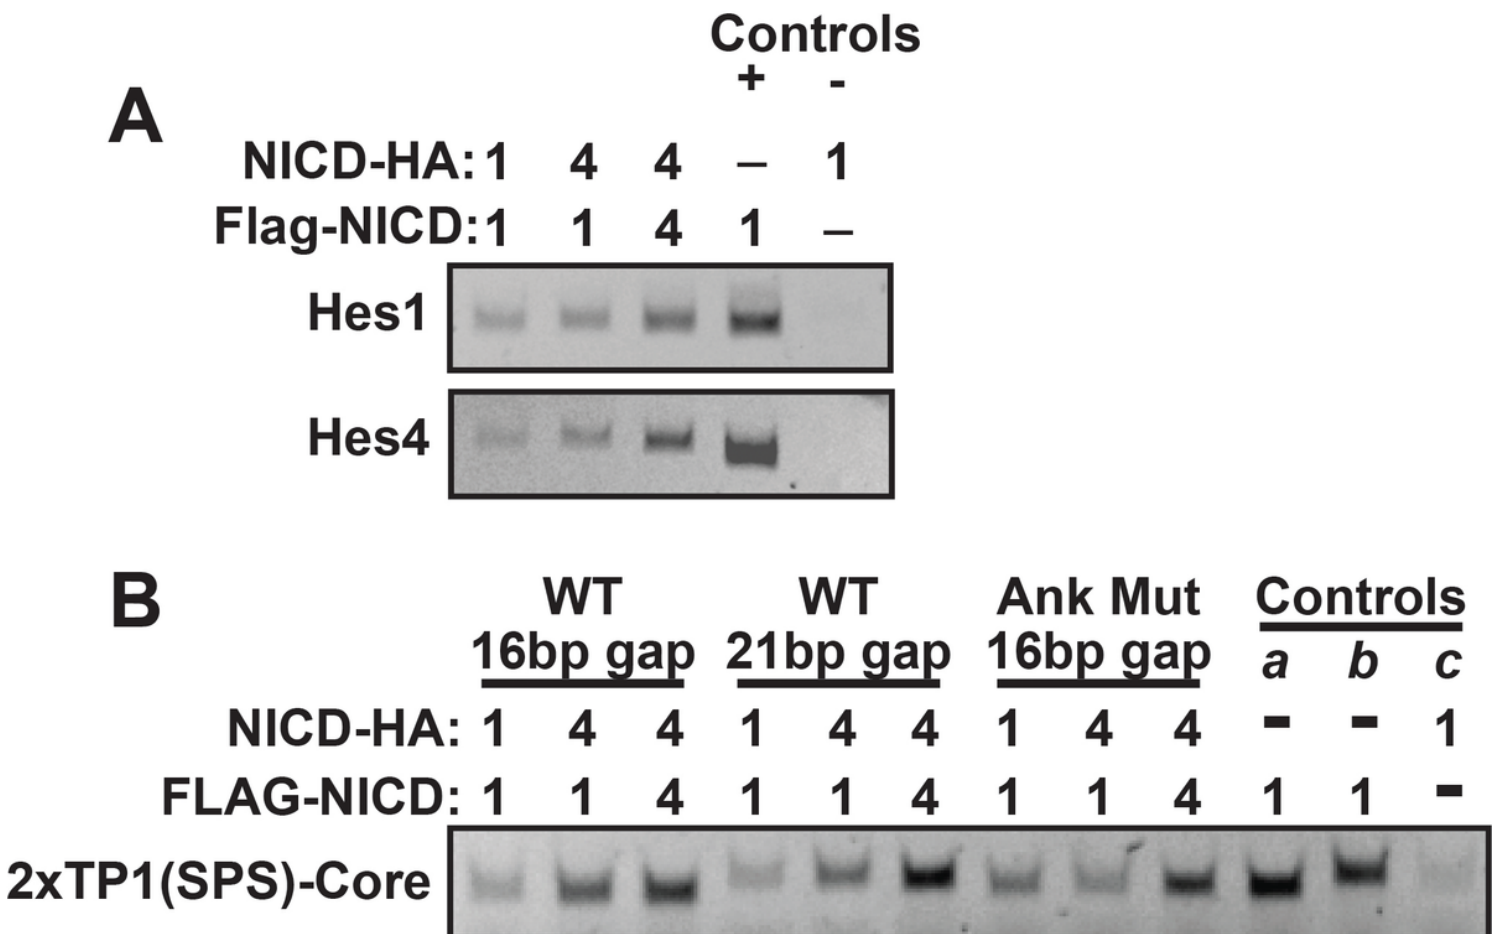 Controls
+ -
A
NICD-HA: 1 4 4 – 1
Flag-NICD: 1 1 4 1 –
Hes1
Hes4
B
WT WT Ank Mut Controls
16bp gap 21bp gap 16bp gap a b c
NICD-HA: 1 4 4 1 4 4 1 4 4 - - 1
FLAG-NICD: 1 1 4 1 1 4 1 1 4 1 1 -
2xTP1(SPS)-Core